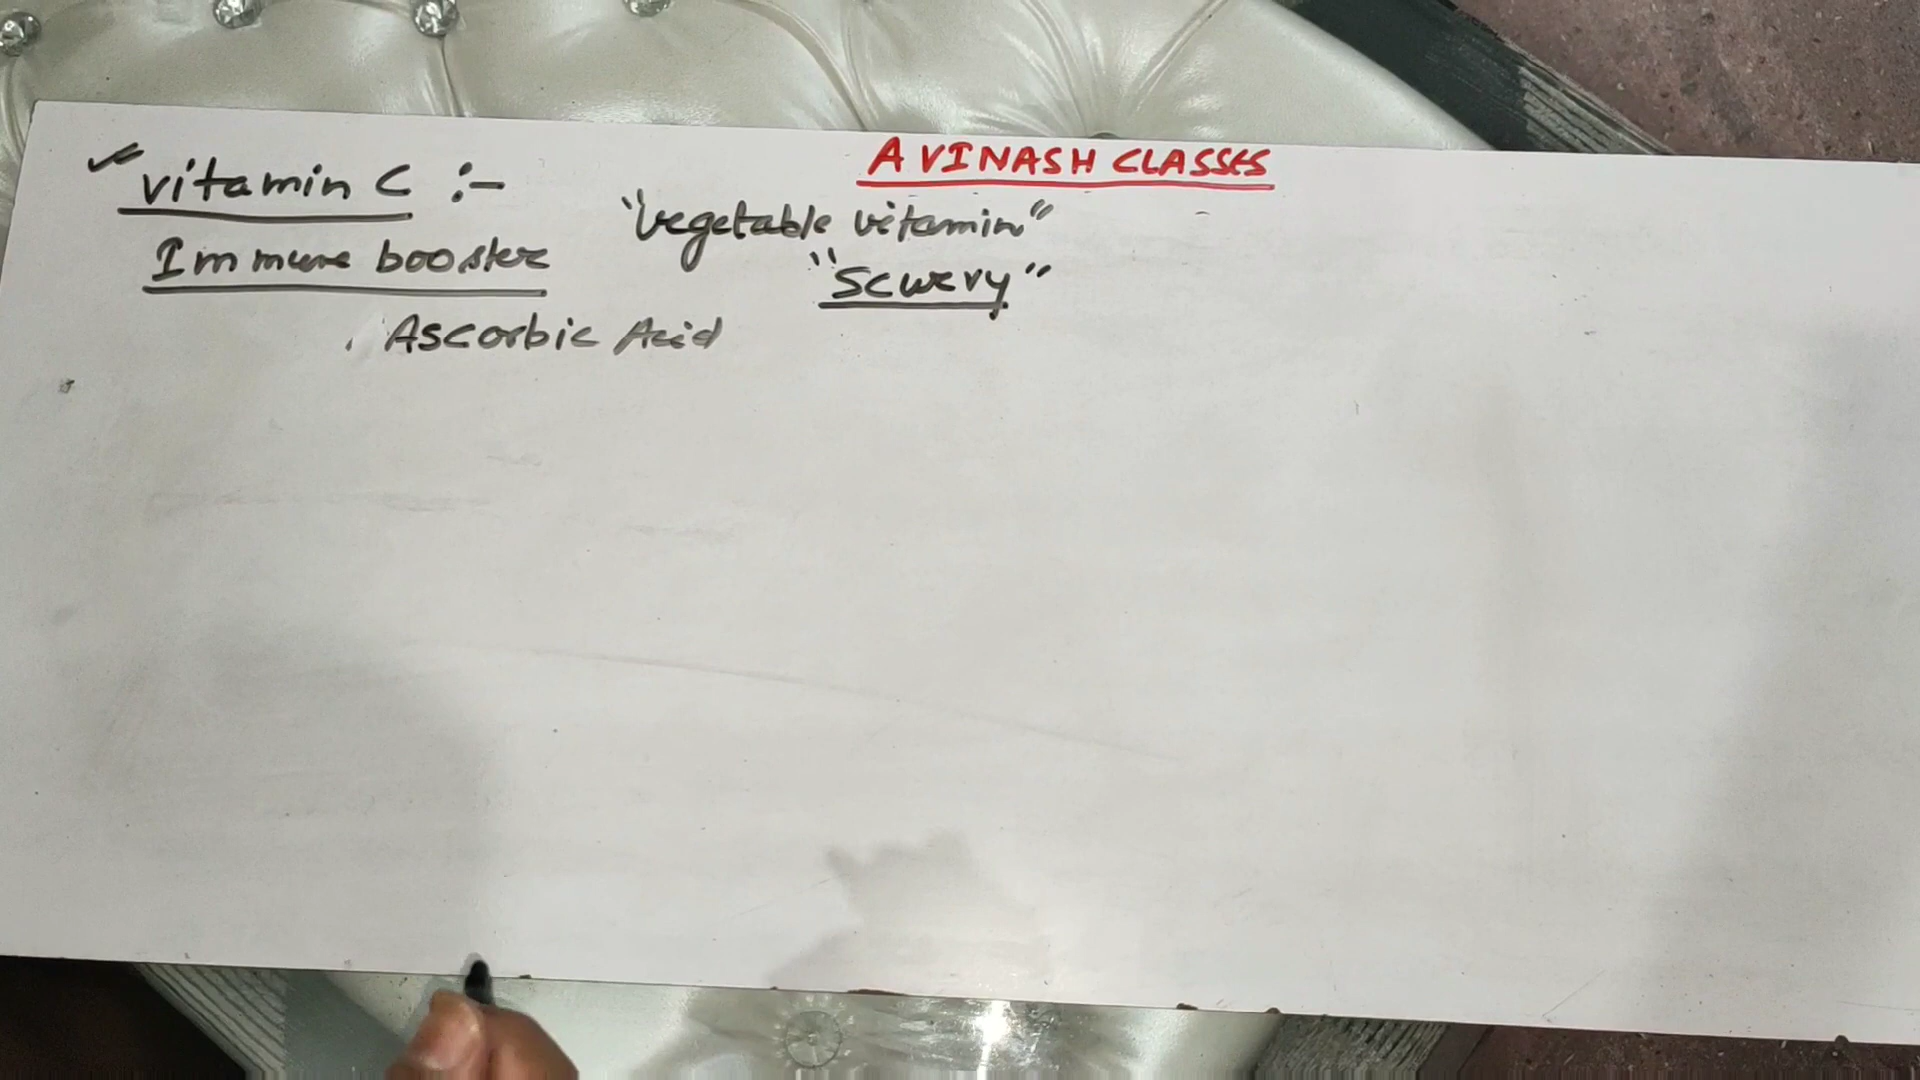 AVINASH CLASSES
vitamin C :-
"vegetable vitamin"
Immune booster
"Scurvy"
Ascorbic Acid